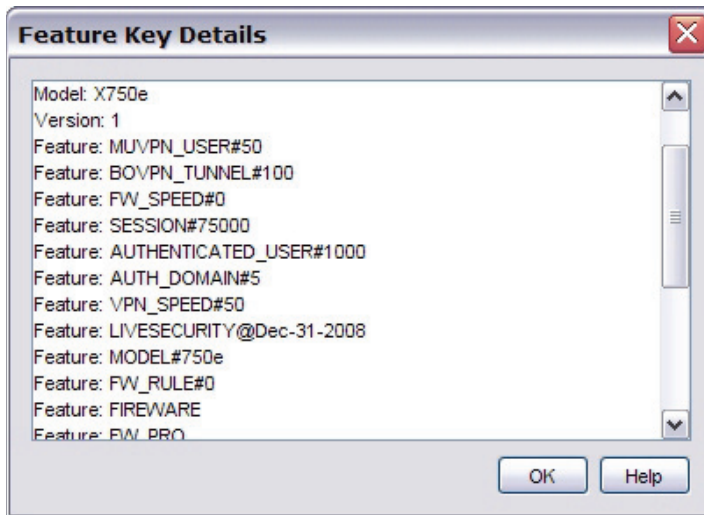 Feature Key Details
Model: X750e
Version: 1
Feature: MUVPN_USER#50
Feature: BOVPN_TUNNEL#100
Feature: FW_SPEED#0
Feature: SESSION#75000
Feature: AUTHENTICATED_USER#1000
Feature: AUTH_DOMAIN#5
Feature: VPN_SPEED#50
Feature: LIVESECURITY@Dec-31-2008
Feature: MODEL#750e
Feature: FW_RULE#0
Feature: FIREWARE
Feature: FW_PRO
OK Help